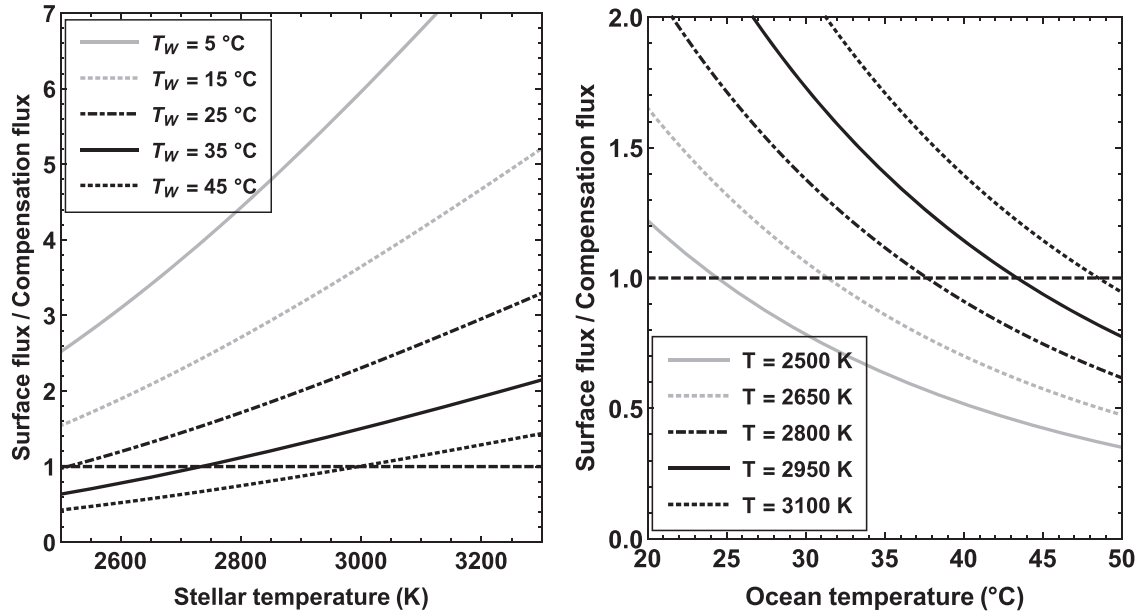 Surface flux / Compensation flux
7
6
5
4
3
2
1
0
T_W = 5 °C
T_W = 15 °C
T_W = 25 °C
T_W = 35 °C
T_W = 45 °C
2600 2800 3000 3200
Stellar temperature (K)
Surface flux / Compensation flux
2.0
1.5
1.0
0.5
0.0
T = 2500 K
T = 2650 K
T = 2800 K
T = 2950 K
T = 3100 K
20 25 30 35 40 45 50
Ocean temperature (°C)